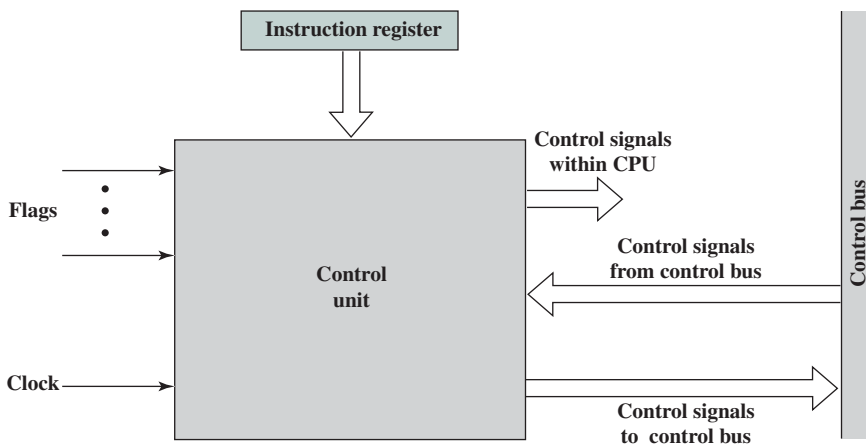 Instruction register
Control signals
within CPU
Flags
Control signals
from control bus
Control
unit
Control bus
Clock
Control signals
to control bus